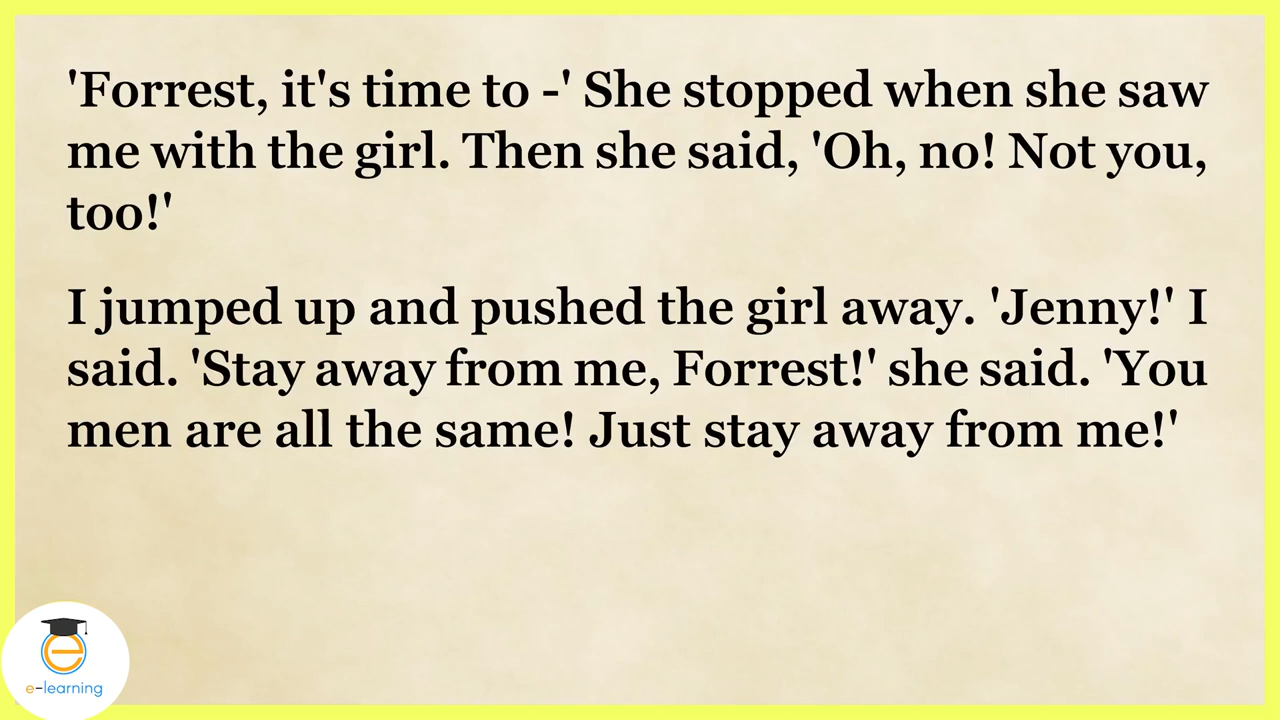 'Forrest, it's time to -' She stopped when she saw
me with the girl. Then she said, 'Oh, no! Not you,
too!'
I jumped up and pushed the girl away. 'Jenny!' I
said. 'Stay away from me, Forrest!' she said. 'You
men are all the same! Just stay away from me!'
e
e-learning